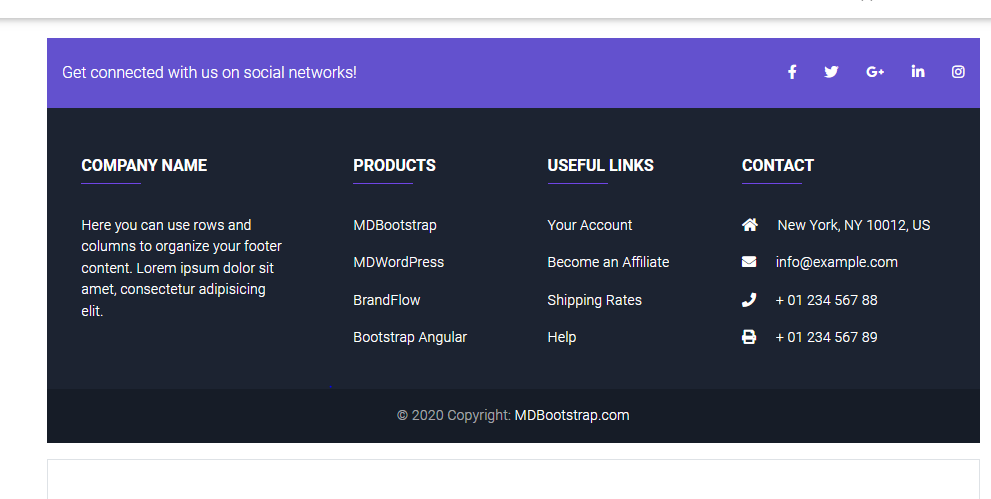 Get connected with us on social networks!
COMPANY NAME
Here you can use rows and
columns to organize your footer
content. Lorem ipsum dolor sit
amet, consectetur adipisicing
elit.
PRODUCTS
MDBootstrap
MDWordPress
BrandFlow
Bootstrap Angular
USEFUL LINKS
Your Account
Become an Affiliate
Shipping Rates
Help
CONTACT
New York, NY 10012, US
info@example.com
+ 01 234 567 88
+ 01 234 567 89
© 2020 Copyright: MDBootstrap.com